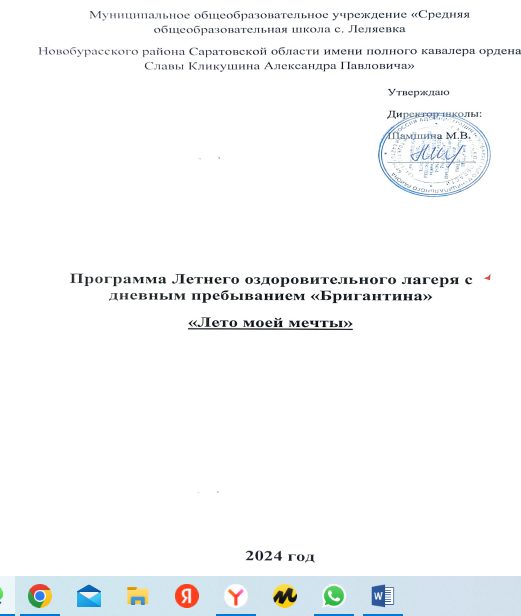 Муниципальное общеобразовательное учреждение «Средняя
общеобразовательная школа с. Леляевка
Новобурасского района Саратовской области имени полного кавалера ордена
Славы Кликушина Александра Павловича»
Утверждаю
Директор школы:
Шамшина М.В.
Программа Летнего оздоровительного лагеря с
дневным пребыванием «Бригантина»
«Лето моей мечты»
2024 год